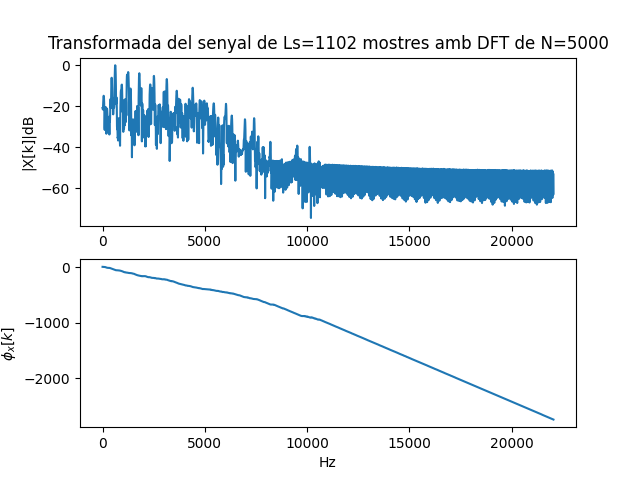 Transformada del senyal de Ls=1102 mostres amb DFT de N=5000
|X[k]|dB
0
−20
−40
−60
0 5000 10000 15000 20000
ϕₓ[k]
0
−1000
−2000
0 5000 10000 15000 20000
Hz